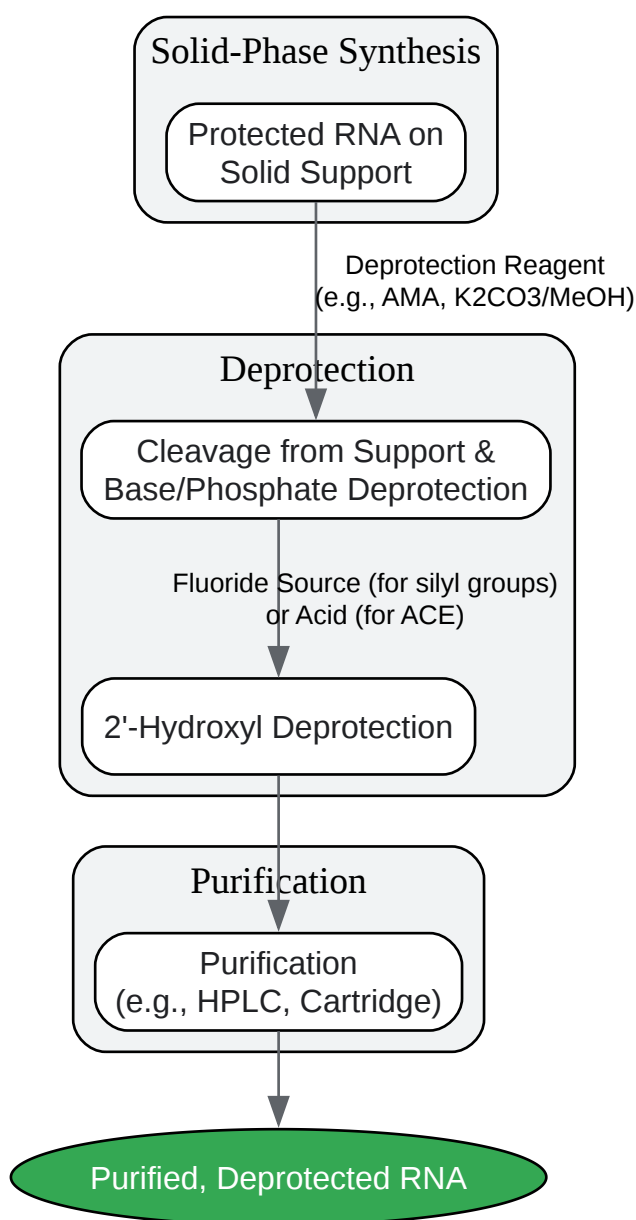 Solid-Phase Synthesis
Protected RNA on
Solid Support
Deprotection Reagent
(e.g., AMA, K2CO3/MeOH)
Deprotection
Cleavage from Support &
Base/Phosphate Deprotection
Fluoride Source (for silyl groups)
or Acid (for ACE)
2'-Hydroxyl Deprotection
Purification
Purification
(e.g., HPLC, Cartridge)
Purified, Deprotected RNA